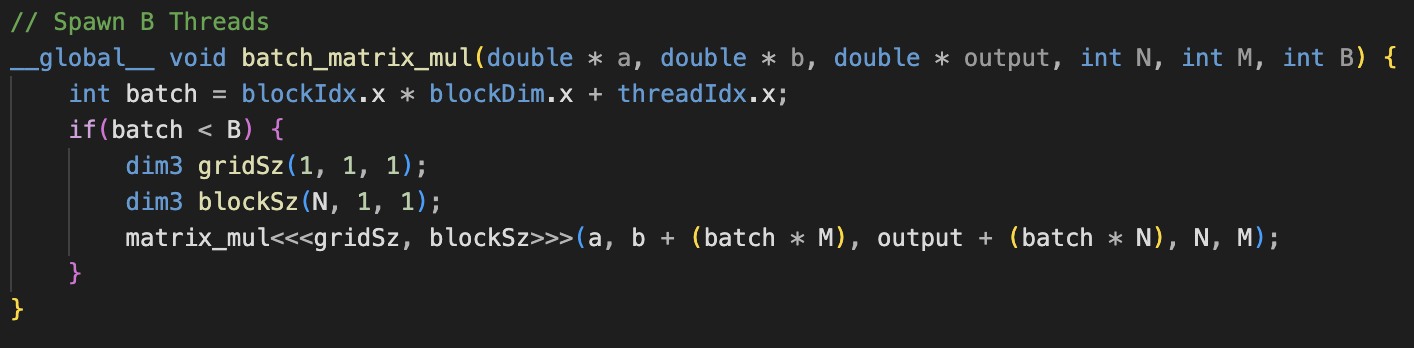 // Spawn B Threads
__global__ void batch_matrix_mul(double * a, double * b, double * output, int N, int M, int B) {
    int batch = blockIdx.x * blockDim.x + threadIdx.x;
    if(batch < B) {
        dim3 gridSz(1, 1, 1);
        dim3 blockSz(N, 1, 1);
        matrix_mul<<<gridSz, blockSz>>>(a, b + (batch * M), output + (batch * N), N, M);
    }
}